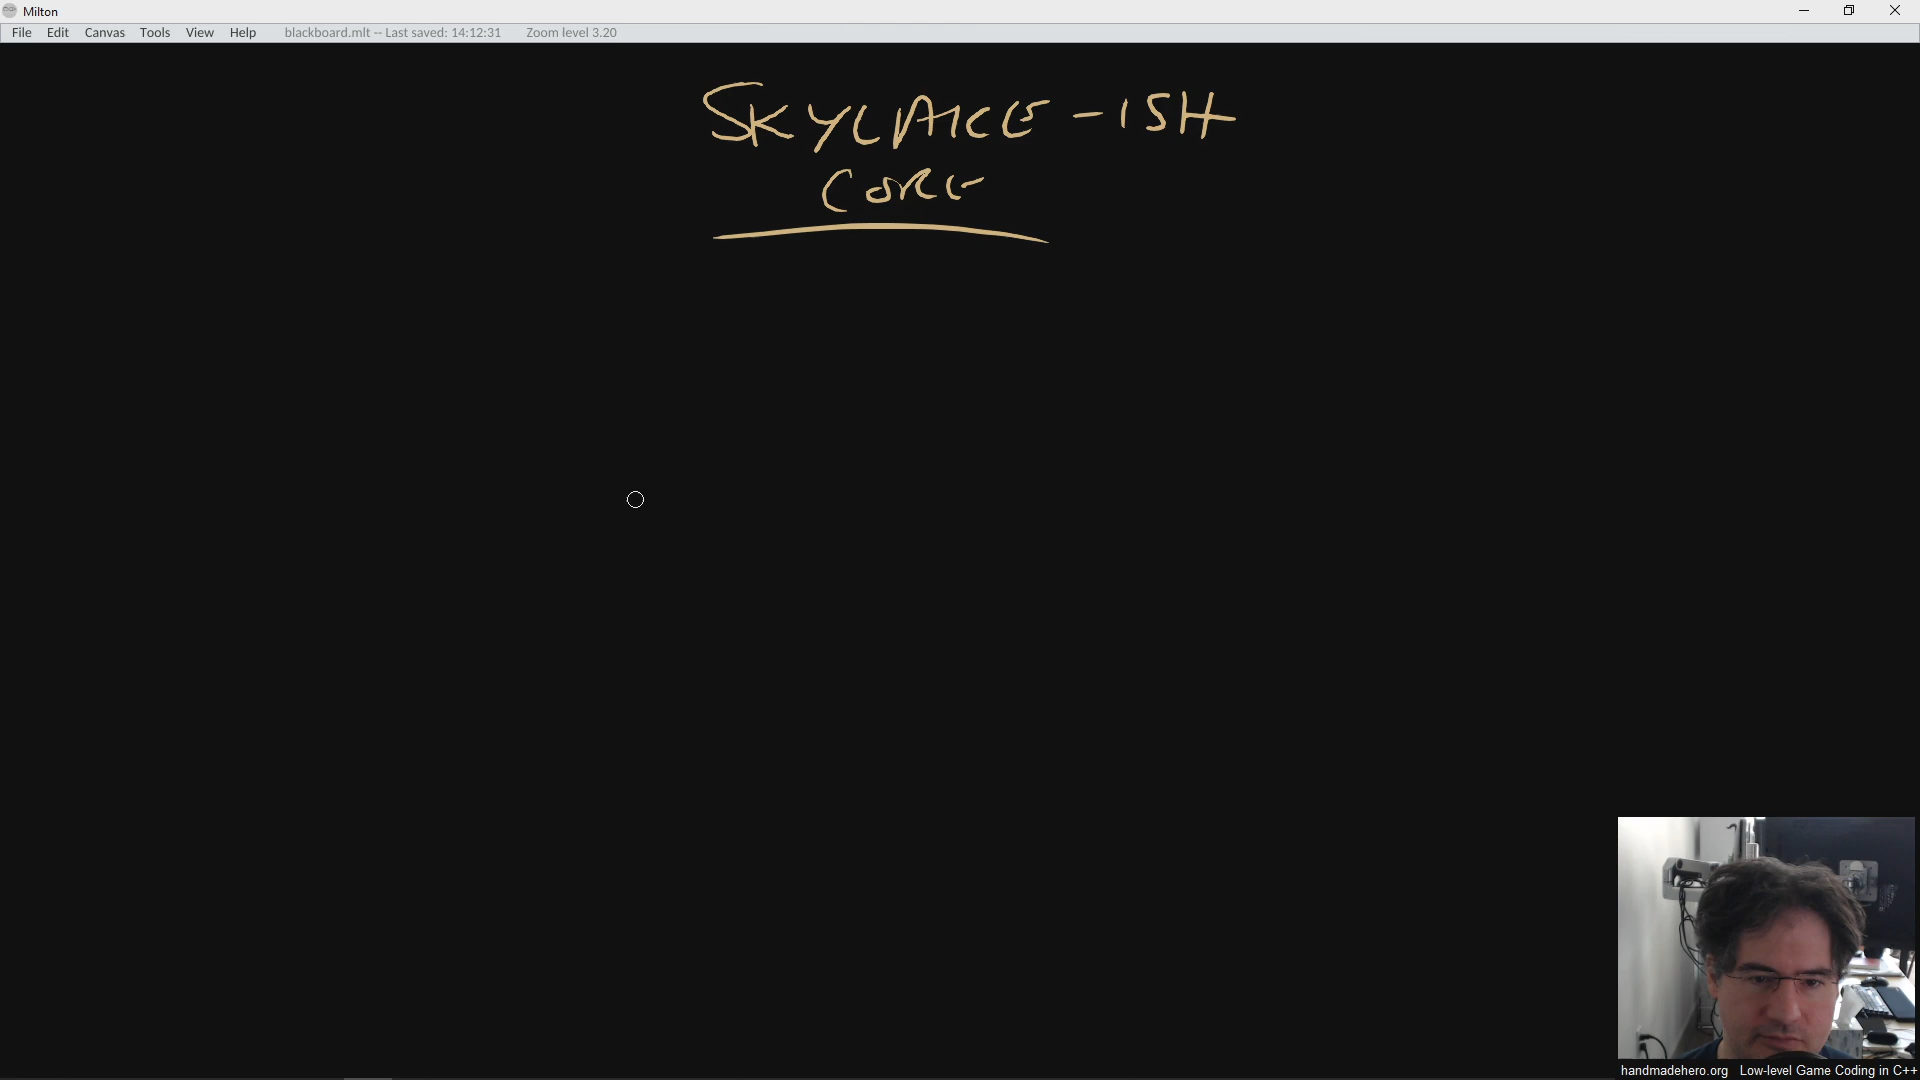 Milton
File Edit Canvas Tools View Help blackboard.mlt -- Last saved: 14:12:31 Zoom level 3.20
SKYLAKE-ISH
CORE
handmadehero.org Low-level Game Coding in C++